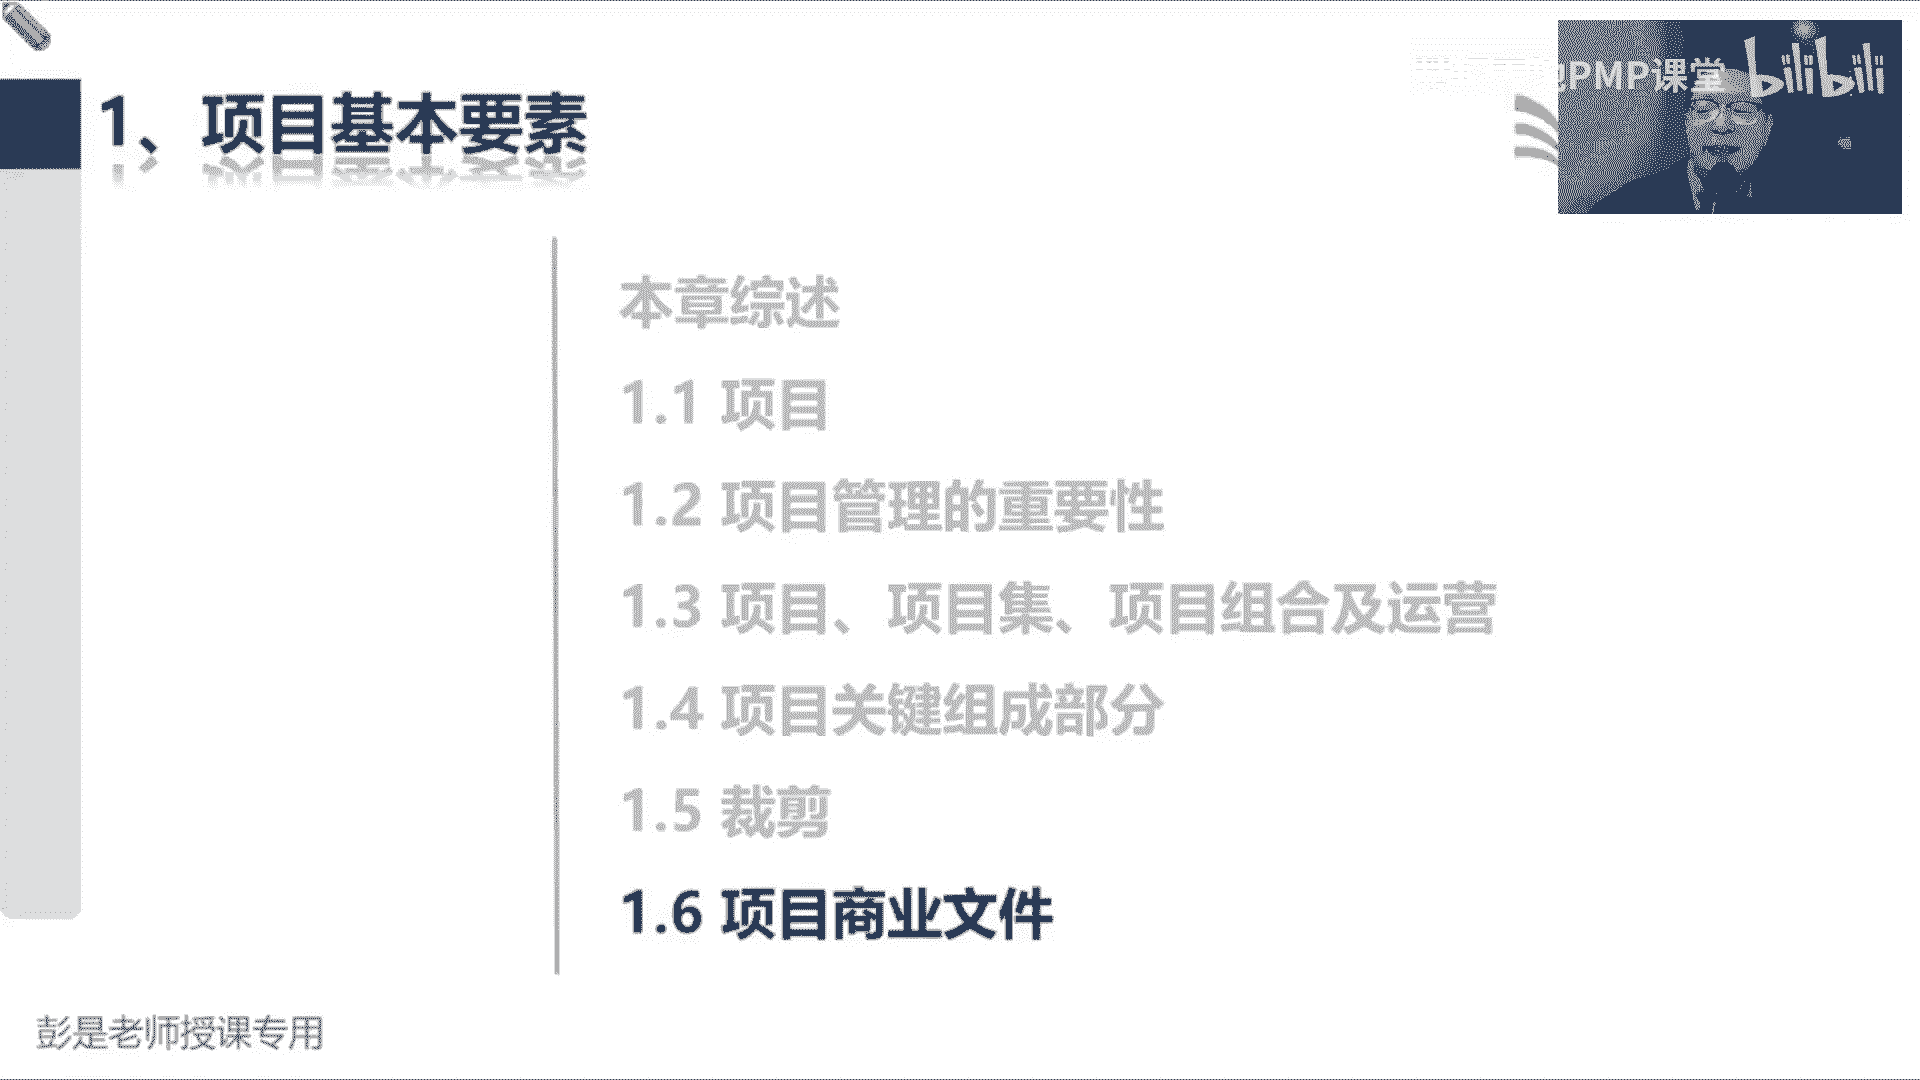 1、项目基本要素
PMP课堂 bilibili
本章综述
1.1 项目
1.2 项目管理的重要性
1.3 项目、项目集、项目组合及运营
1.4 项目关键组成部分
1.5 裁剪
1.6 项目商业文件
彭是老师授课专用